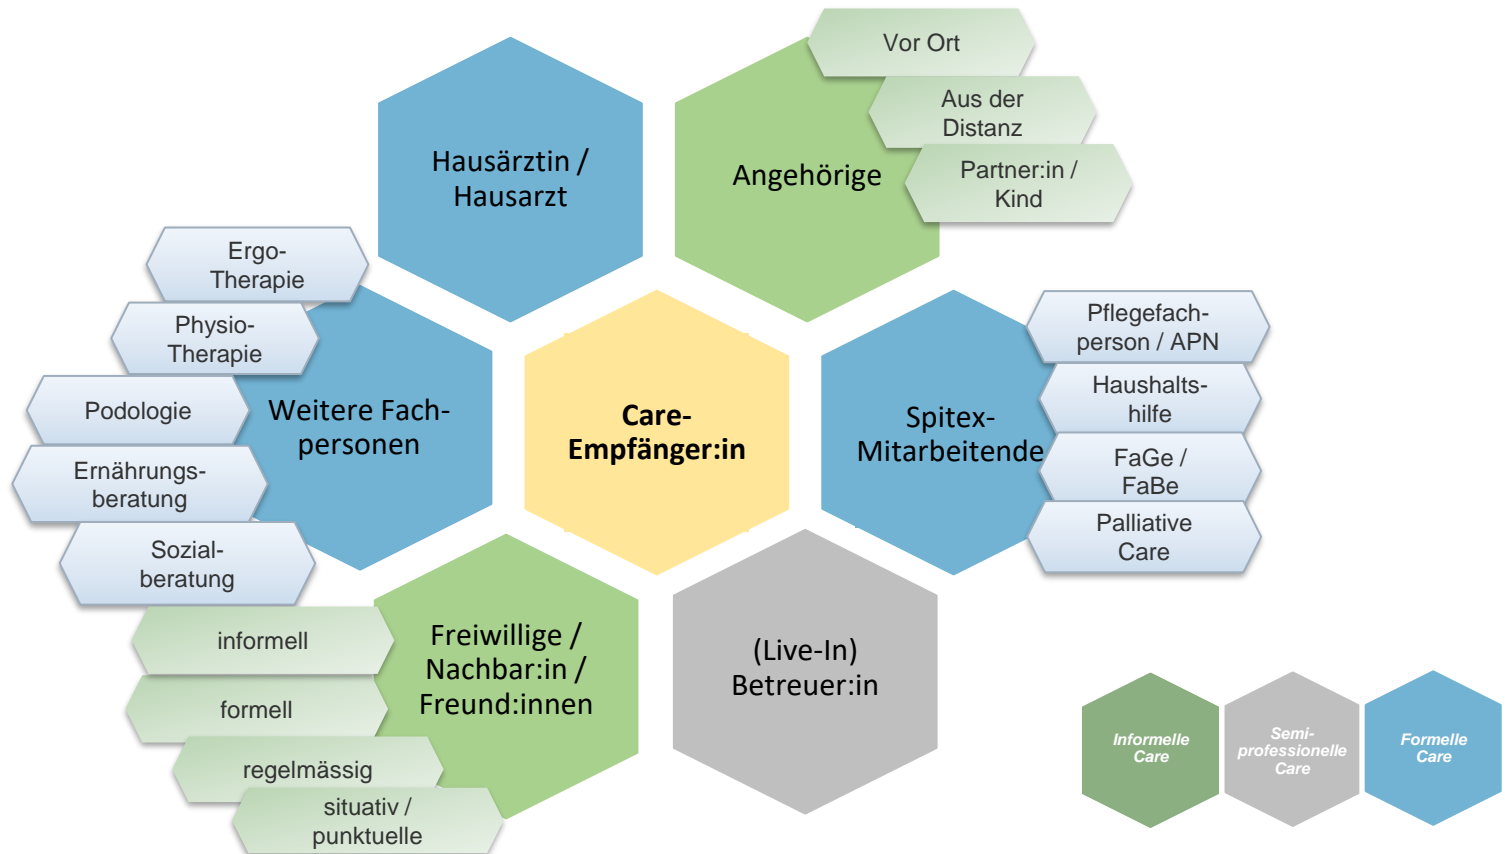 Vor Ort
Aus der
Distanz
Partner:in /
Kind
Hausärztin /
Hausarzt
Angehörige
Ergo-
Therapie
Physio-
Therapie
Podologie
Ernährungs-
beratung
Sozial-
beratung
Weitere Fach-
personen
Care-
Empfänger:in
Spitex-
Mitarbeitende
Pflegefach-
person / APN
Haushalts-
hilfe
FaGe /
FaBe
Palliative
Care
informell
formell
regelmässig
situativ /
punktuelle
Freiwillige /
Nachbar:in /
Freund:innen
(Live-In)
Betreuer:in
Informelle
Care
Semi-
professionelle
Care
Formelle
Care